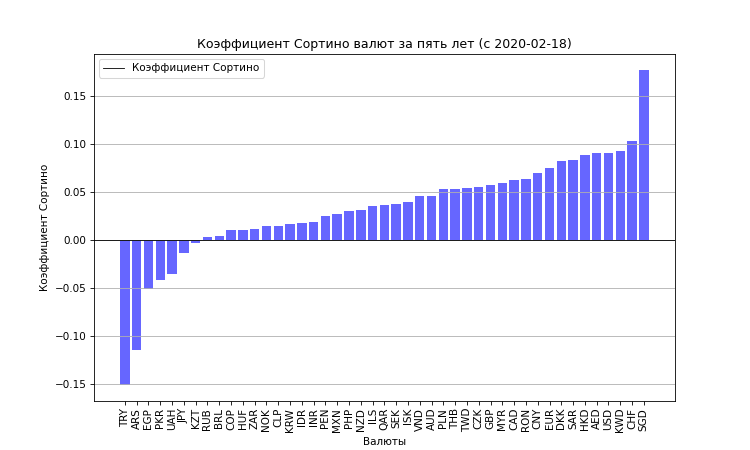 Коэффициент Сортино валют за пять лет (с 2020-02-18)
Коэффициент Сортино
0.15
0.10
0.05
0.00
−0.05
−0.10
−0.15
Коэффициент Сортино
TRY ARS EGP PKR UAH JPY KZT RUB BRL COP HUF ZAR NOK CLP KRW IDR INR PEN MXN PHP NZD ILS QAR SEK ISK VND AUD PLN THB TWD CZK GBP MYR CAD RON CNY EUR DKK SAR HKD AED USD KWD CHF SGD
Валюты